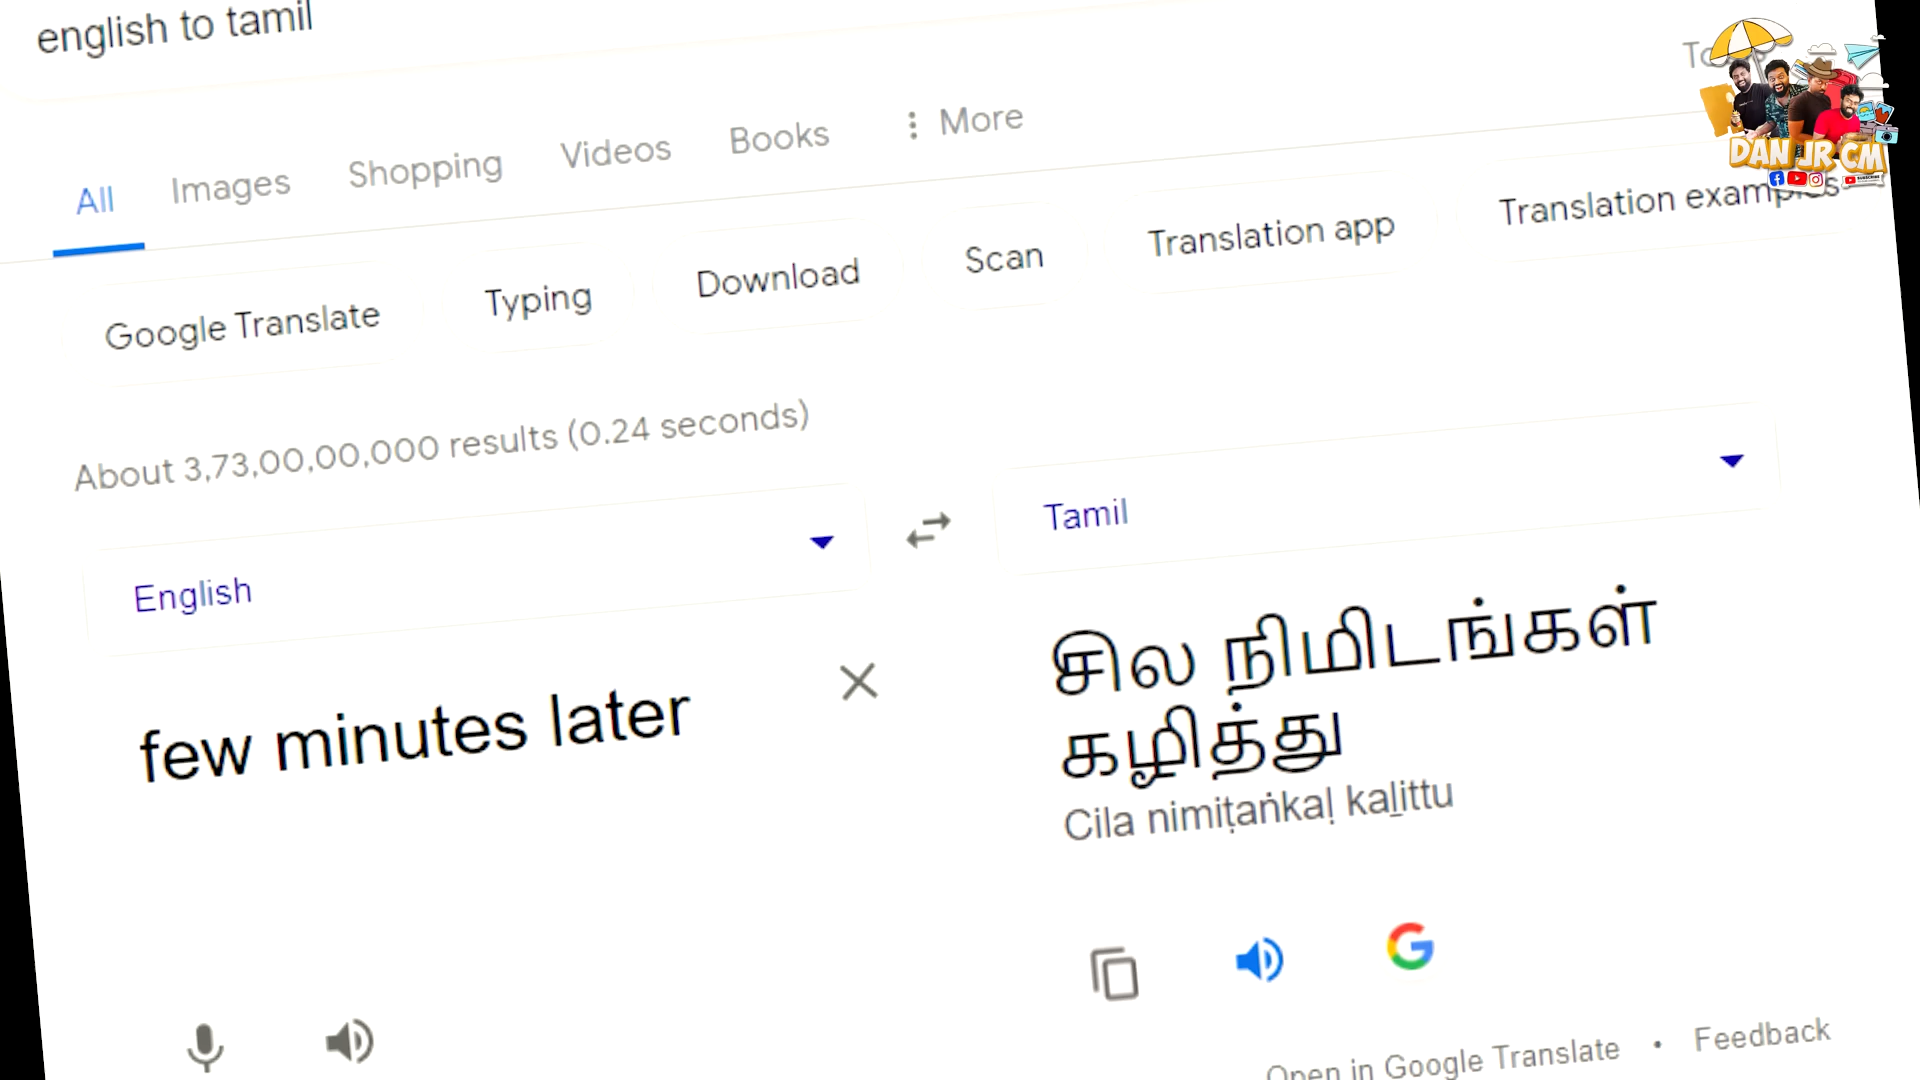 english to tamil
All Images Shopping Videos Books More
Google Translate Typing Download Scan Translation app Translation examples
About 3,73,00,00,000 results (0.24 seconds)
English Tamil
few minutes later
சில நிமிடங்கள்
கழித்து
Cila nimiṭaṅkaḷ kaḻittu
Open in Google Translate • Feedback
DAN JR CM